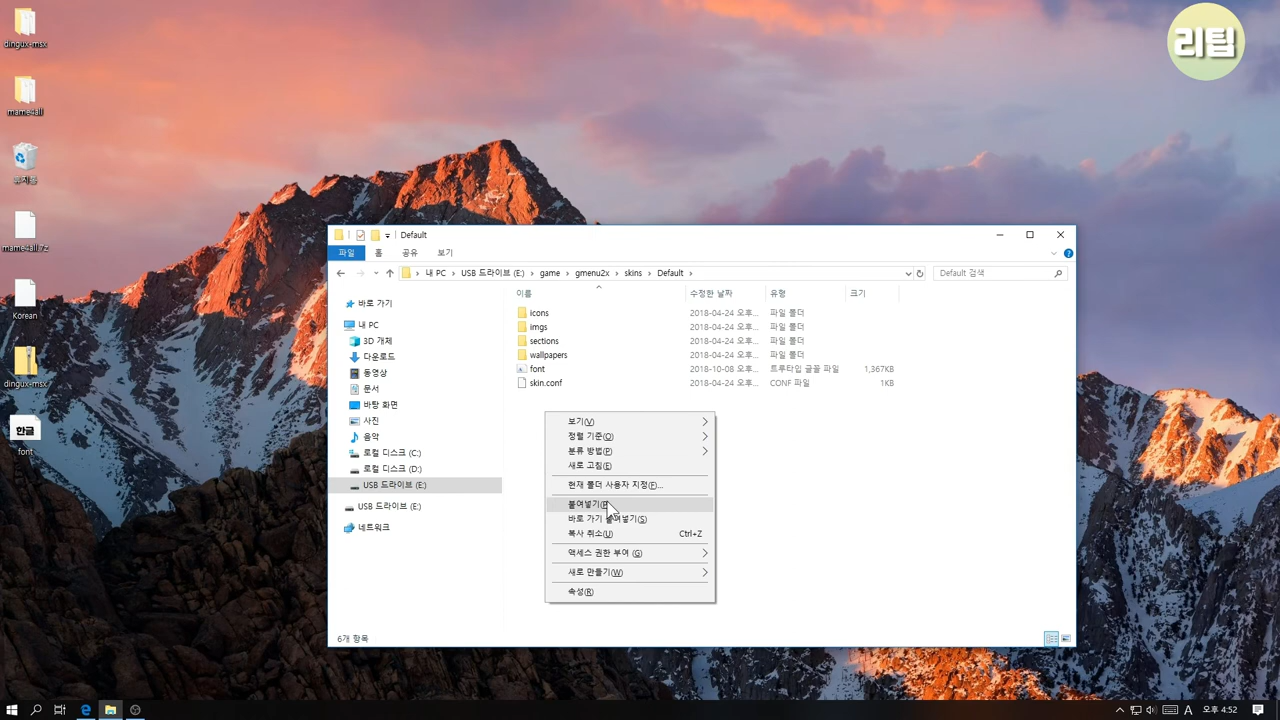 dingux-msx
mame4all
휴지통
mame4all.7z
Korean
dingux-msx
한글
font
리팁
Default
파일
홈
공유
보기
내 PC
USB 드라이브 (E:)
game
gmenu2x
skins
Default
Default 검색
이름
수정한 날짜
유형
크기
바로 가기
내 PC
3D 개체
다운로드
동영상
문서
바탕 화면
사진
음악
로컬 디스크 (C:)
로컬 디스크 (D:)
USB 드라이브 (E:)
USB 드라이브 (E:)
네트워크
icons 2018-04-24 오후... 파일 폴더
imgs 2018-04-24 오후... 파일 폴더
sections 2018-04-24 오후... 파일 폴더
wallpapers 2018-04-24 오후... 파일 폴더
font 2018-10-08 오후... 트루타입 글꼴 파일 1,367KB
skin.conf 2018-04-24 오후... CONF 파일 1KB
보기(V)
정렬 기준(O)
분류 방법(P)
새로 고침(E)
현재 폴더 사용자 지정(F)...
붙여넣기(P)
바로 가기 붙여넣기(S)
복사 취소(U) Ctrl+Z
액세스 권한 부여 (G)
새로 만들기(W)
속성(R)
6개 항목
A
오후 4:52